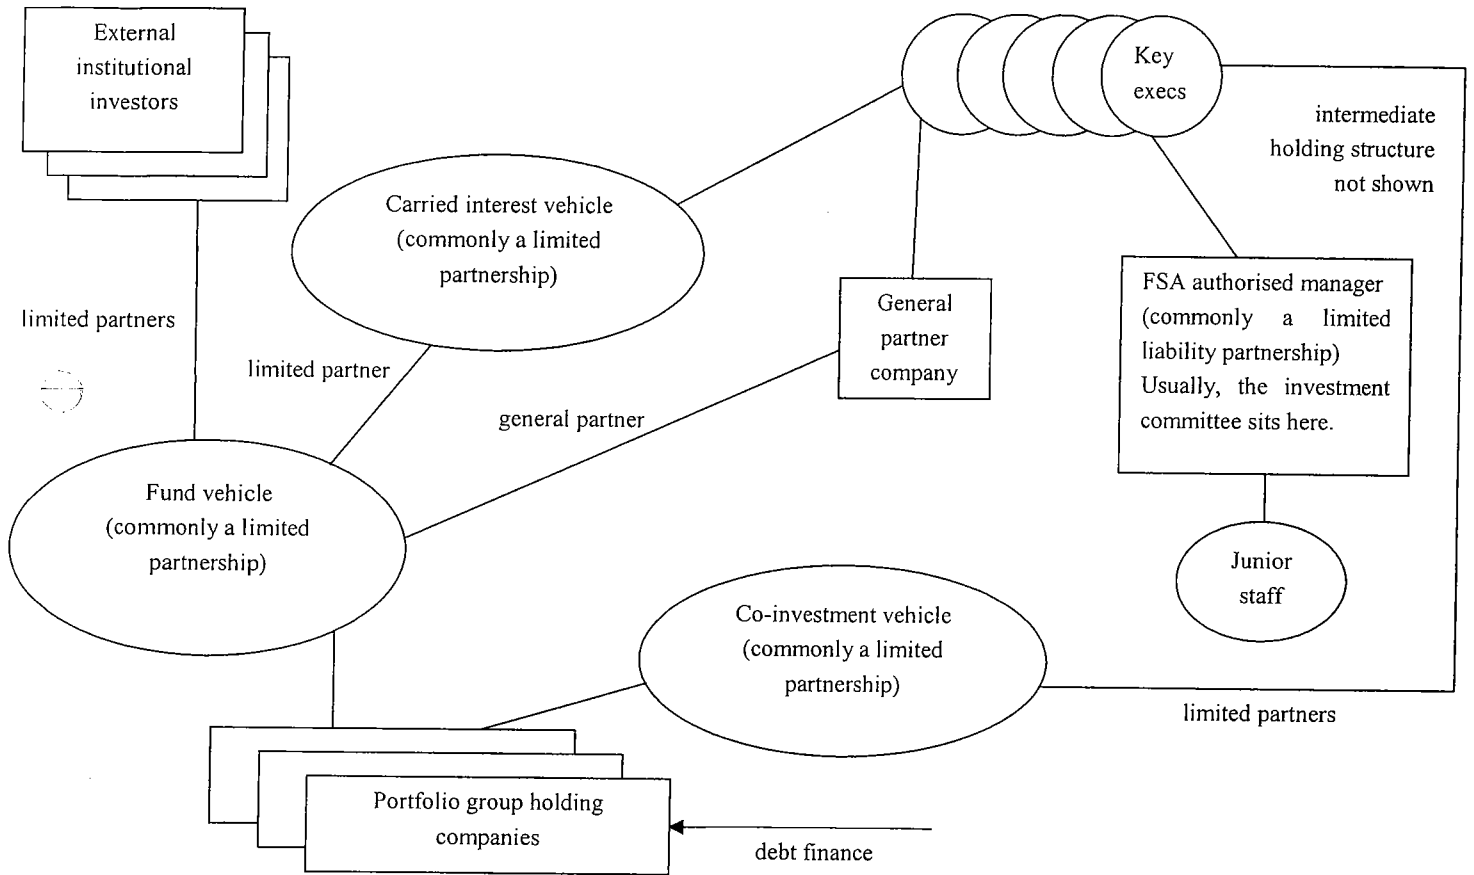 External
institutional
investors
Key
execs
intermediate
holding structure
not shown
Carried interest vehicle
(commonly a limited
partnership)
FSA authorised manager
(commonly a limited
liability partnership)
Usually, the investment
committee sits here.
General
partner
company
limited partners
limited partner
general partner
Fund vehicle
(commonly a limited
partnership)
Junior
staff
Co-investment vehicle
(commonly a limited
partnership)
limited partners
Portfolio group holding
companies
debt finance